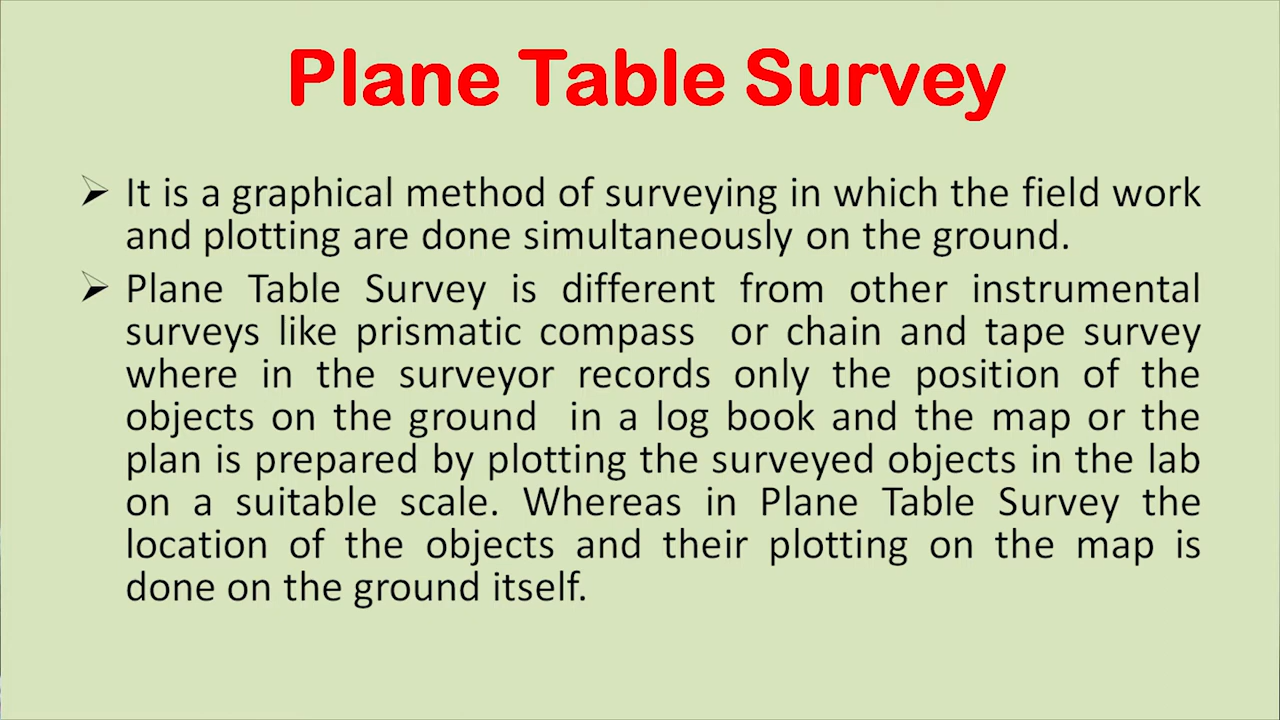 Plane Table Survey
It is a graphical method of surveying in which the field work
and plotting are done simultaneously on the ground.
Plane Table Survey is different from other instrumental
surveys like prismatic compass or chain and tape survey
where in the surveyor records only the position of the
objects on the ground in a log book and the map or the
plan is prepared by plotting the surveyed objects in the lab
on a suitable scale. Whereas in Plane Table Survey the
location of the objects and their plotting on the map is
done on the ground itself.